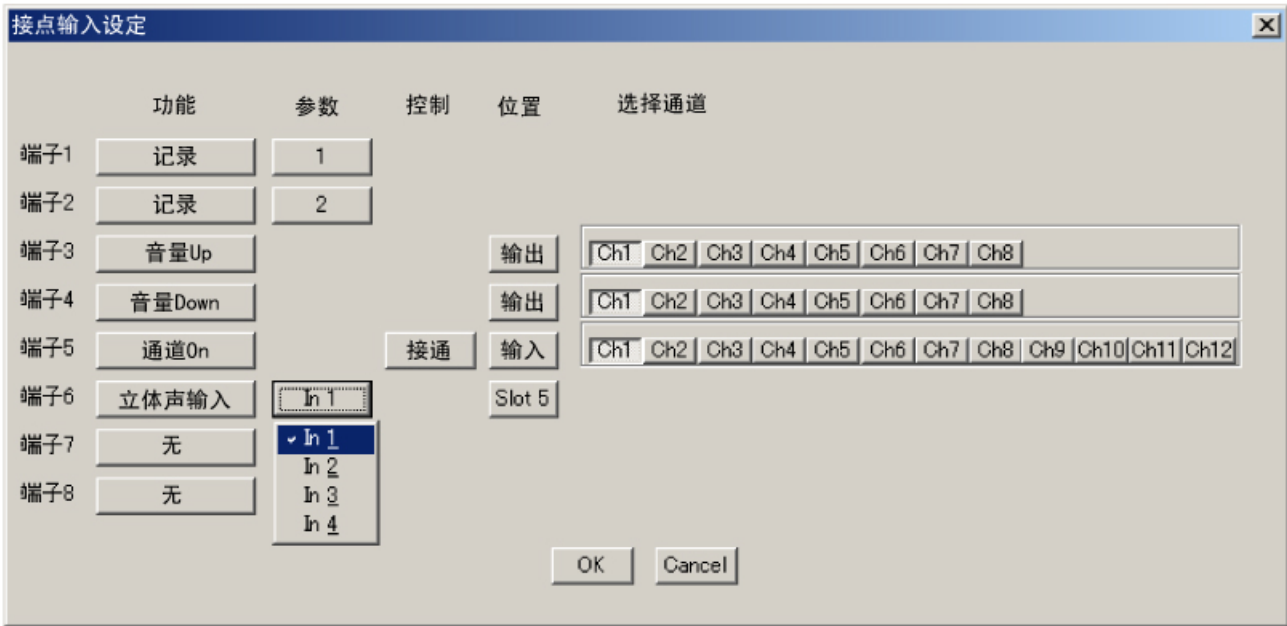 接点输入设定
功能 参数 控制 位置 选择通道
端子1 记录 1
端子2 记录 2
端子3 音量Up 输出 Ch1 Ch2 Ch3 Ch4 Ch5 Ch6 Ch7 Ch8
端子4 音量Down 输出 Ch1 Ch2 Ch3 Ch4 Ch5 Ch6 Ch7 Ch8
端子5 通道On 接通 输入 Ch1 Ch2 Ch3 Ch4 Ch5 Ch6 Ch7 Ch8 Ch9 Ch10 Ch11 Ch12
端子6 立体声输入 In 1 Slot 5
端子7 无
In 1
In 2
端子8 无
In 3
In 4
OK Cancel